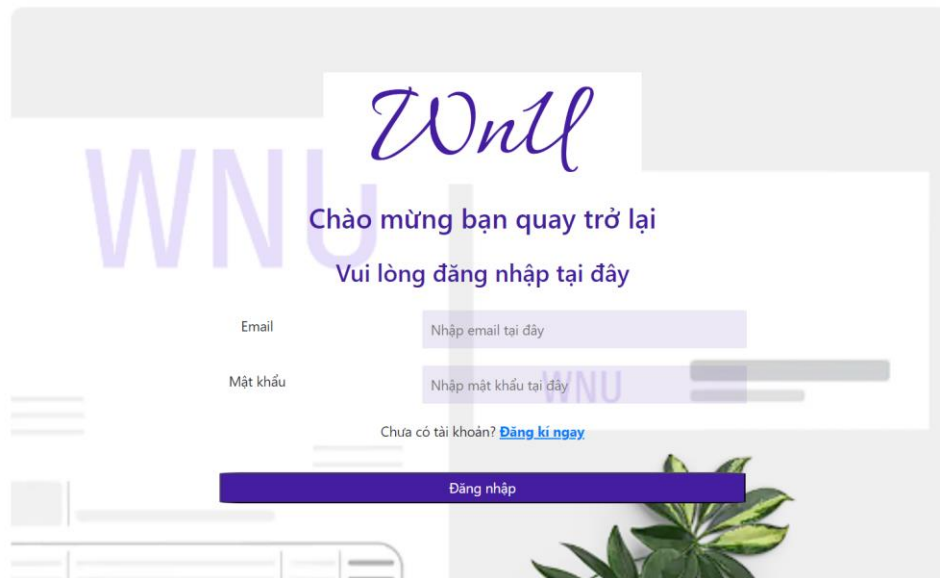 WnU
WNU
Chào mừng bạn quay trở lại
Vui lòng đăng nhập tại đây
Email
Nhập email tại đây
Mật khẩu
Nhập mật khẩu tại đây
WNU
Chưa có tài khoản? Đăng kí ngay
Đăng nhập